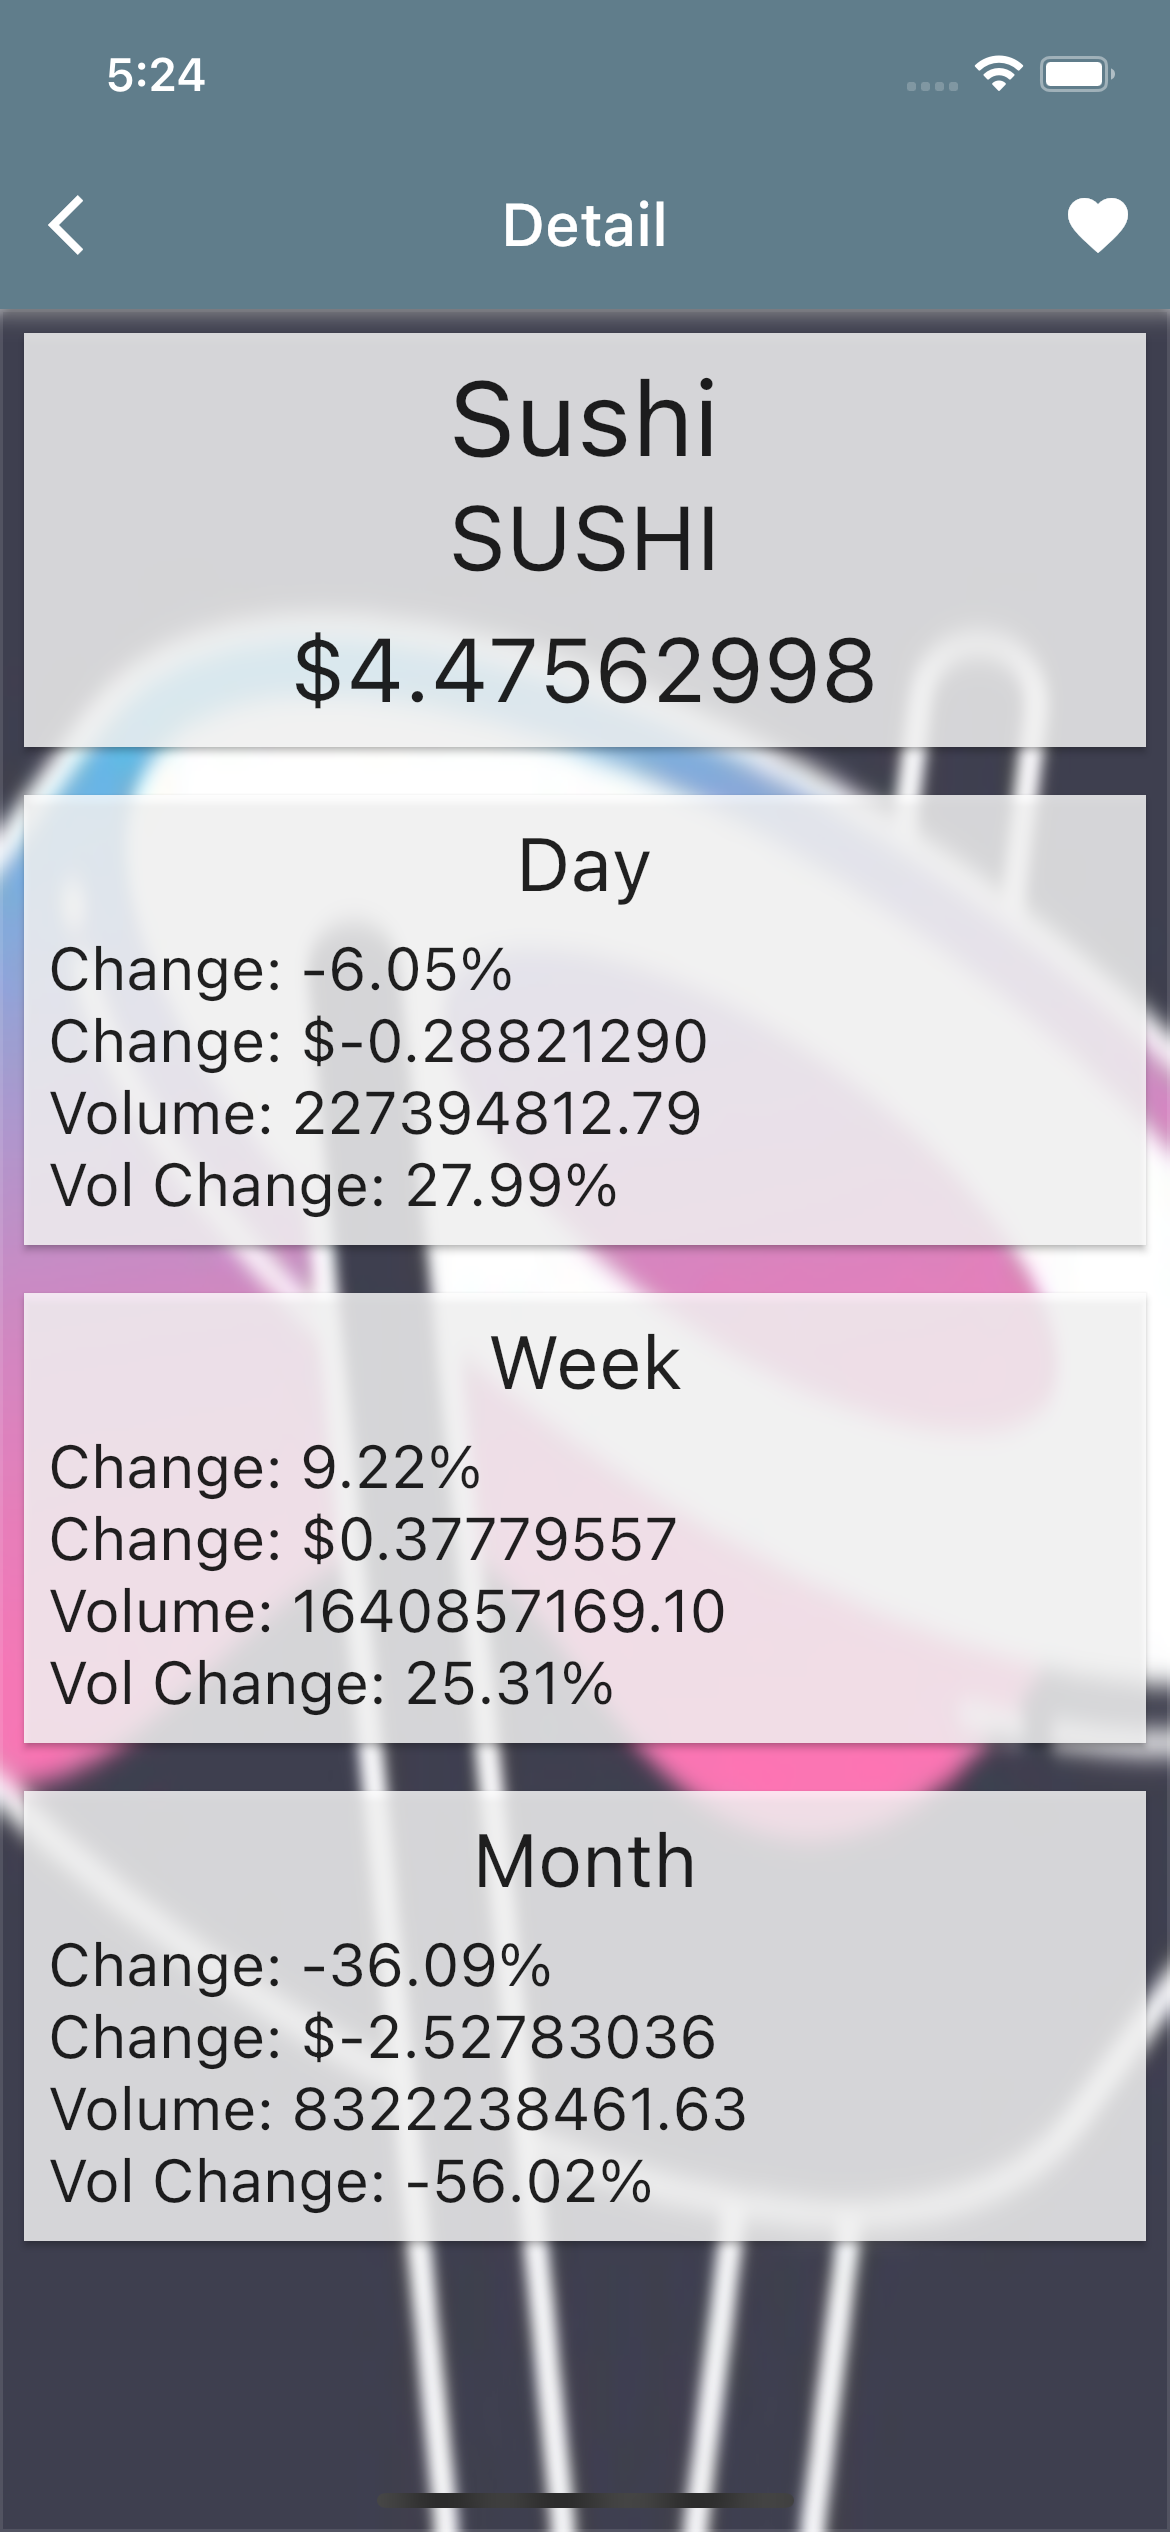 5:24
Detail
Sushi
SUSHI
$4.47562998
Day
Change: -6.05%
Change: $-0.28821290
Volume: 227394812.79
Vol Change: 27.99%
Week
Change: 9.22%
Change: $0.37779557
Volume: 1640857169.10
Vol Change: 25.31%
Month
Change: -36.09%
Change: $-2.52783036
Volume: 8322238461.63
Vol Change: -56.02%